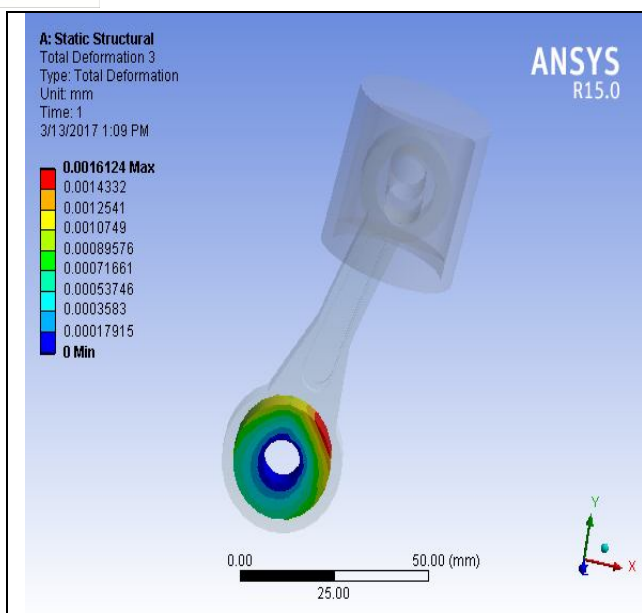 A: Static Structural
Total Deformation 3
Type: Total Deformation
Unit: mm
Time: 1
3/13/2017 1:09 PM
ANSYS
R15.0
0.0016124 Max
0.0014332
0.0012541
0.0010749
0.00089576
0.00071661
0.00053746
0.0003583
0.00017915
0 Min
0.00
50.00 (mm)
25.00
Y
X